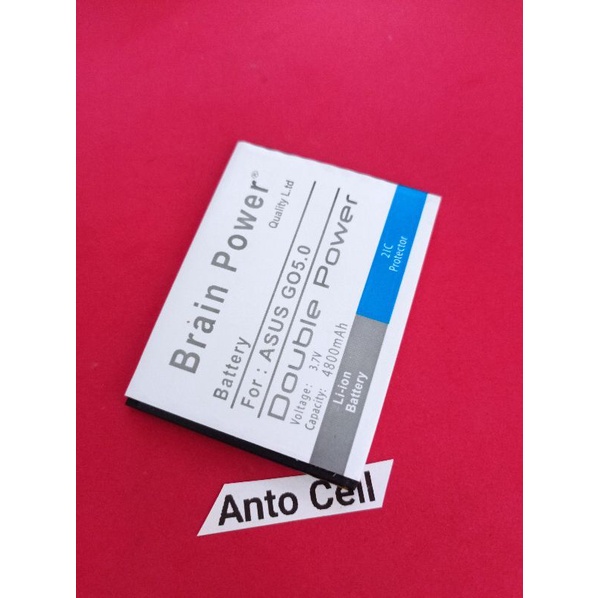 Brain Power®
Quality L.td
Battery
For : ASUS GO5.0
Double Power
Voltage : 3.7V
Capacity: 4800mAh
Li-ion
Battery
2IC
Protector
Anto Cell